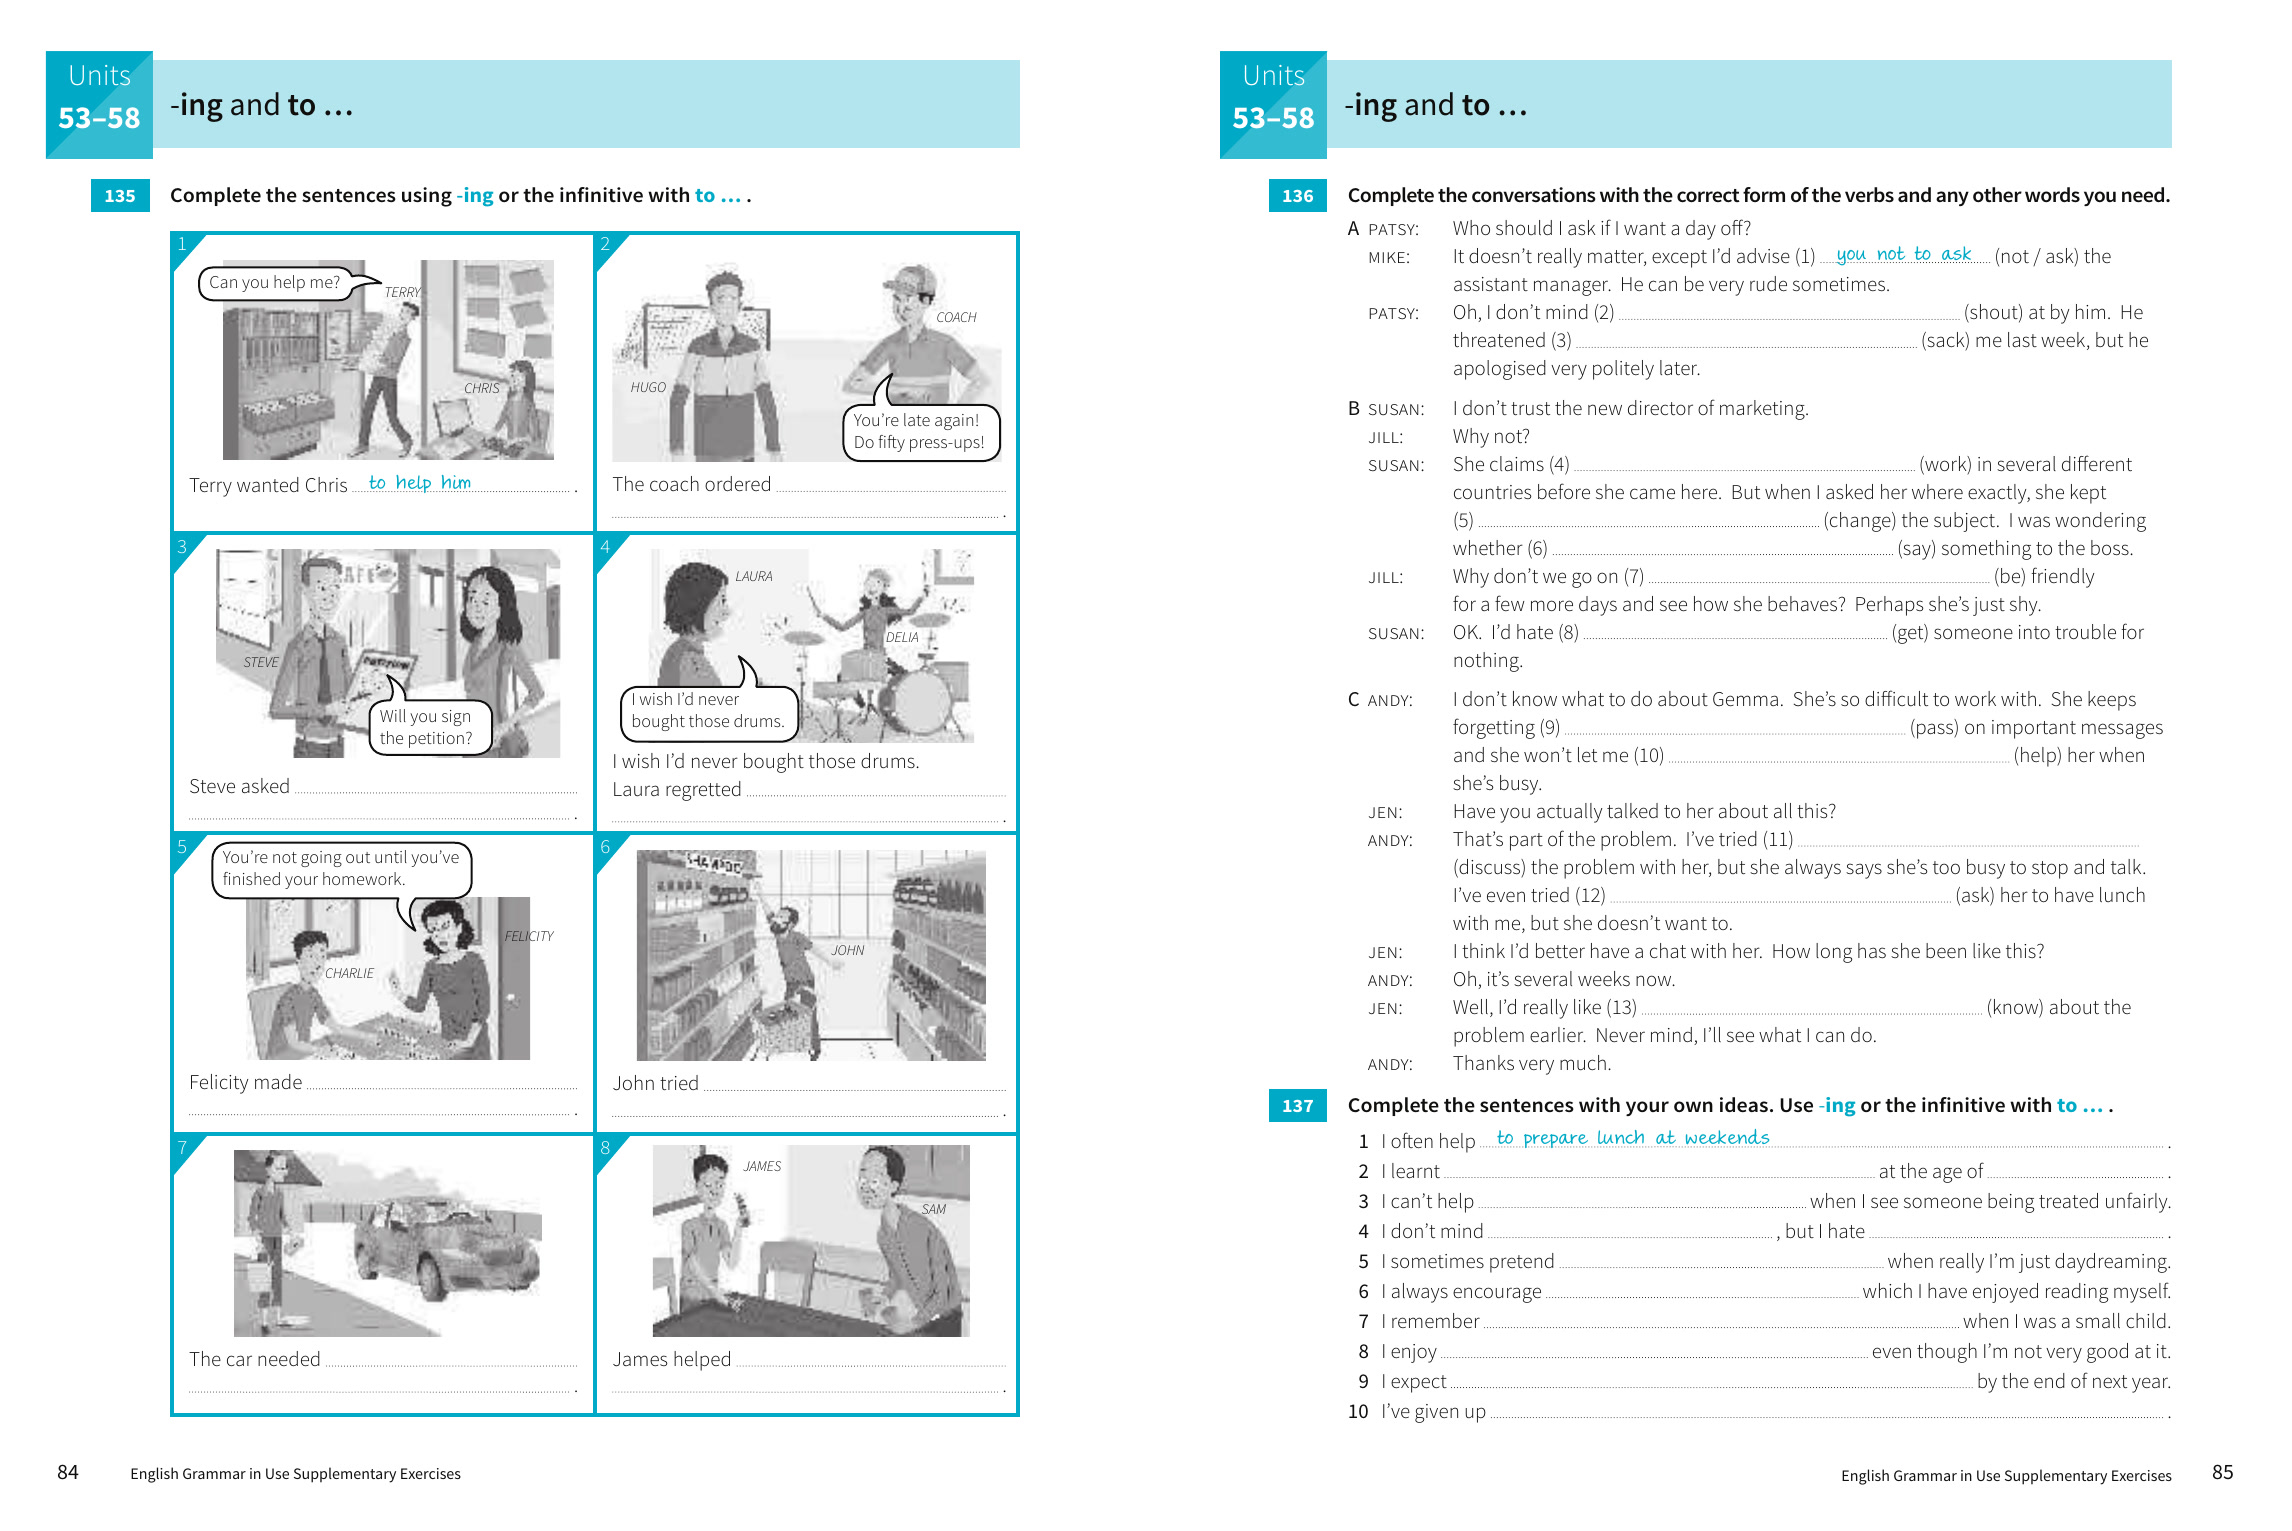 Units
53–58
-ing and to …
135 Complete the sentences using -ing or the infinitive with to … .
1
Can you help me?
TERRY
CHRIS
Terry wanted Chris to help him .
2
HUGO
COACH
You’re late again!
Do fifty press-ups!
The coach ordered
.
3
STEVE
Will you sign
the petition?
Steve asked
.
4
LAURA
DELIA
I wish I’d never
bought those drums.
I wish I’d never bought those drums.
Laura regretted
.
5
You’re not going out until you’ve
finished your homework.
FELICITY
CHARLIE
Felicity made
.
6
JOHN
John tried
.
7
The car needed
.
8
JAMES
SAM
James helped
.
84 English Grammar in Use Supplementary Exercises
Units
53–58
-ing and to …
136 Complete the conversations with the correct form of the verbs and any other words you need.
A PATSY: Who should I ask if I want a day off?
MIKE: It doesn’t really matter, except I’d advise (1) you not to ask (not / ask) the
assistant manager. He can be very rude sometimes.
PATSY: Oh, I don’t mind (2) (shout) at by him. He
threatened (3) (sack) me last week, but he
apologised very politely later.
B SUSAN: I don’t trust the new director of marketing.
JILL: Why not?
SUSAN: She claims (4) (work) in several different
countries before she came here. But when I asked her where exactly, she kept
(5) (change) the subject. I was wondering
whether (6) (say) something to the boss.
JILL: Why don’t we go on (7) (be) friendly
for a few more days and see how she behaves? Perhaps she’s just shy.
SUSAN: OK. I’d hate (8) (get) someone into trouble for
nothing.
C ANDY: I don’t know what to do about Gemma. She’s so difficult to work with. She keeps
forgetting (9) (pass) on important messages
and she won’t let me (10) (help) her when
she’s busy.
JEN: Have you actually talked to her about all this?
ANDY: That’s part of the problem. I’ve tried (11)
(discuss) the problem with her, but she always says she’s too busy to stop and talk.
I’ve even tried (12) (ask) her to have lunch
with me, but she doesn’t want to.
JEN: I think I’d better have a chat with her. How long has she been like this?
ANDY: Oh, it’s several weeks now.
JEN: Well, I’d really like (13) (know) about the
problem earlier. Never mind, I’ll see what I can do.
ANDY: Thanks very much.
137 Complete the sentences with your own ideas. Use -ing or the infinitive with to … .
1 I often help to prepare lunch at weekends .
2 I learnt at the age of .
3 I can’t help when I see someone being treated unfairly.
4 I don’t mind , but I hate .
5 I sometimes pretend when really I’m just daydreaming.
6 I always encourage which I have enjoyed reading myself.
7 I remember when I was a small child.
8 I enjoy even though I’m not very good at it.
9 I expect by the end of next year.
10 I’ve given up .
English Grammar in Use Supplementary Exercises 85